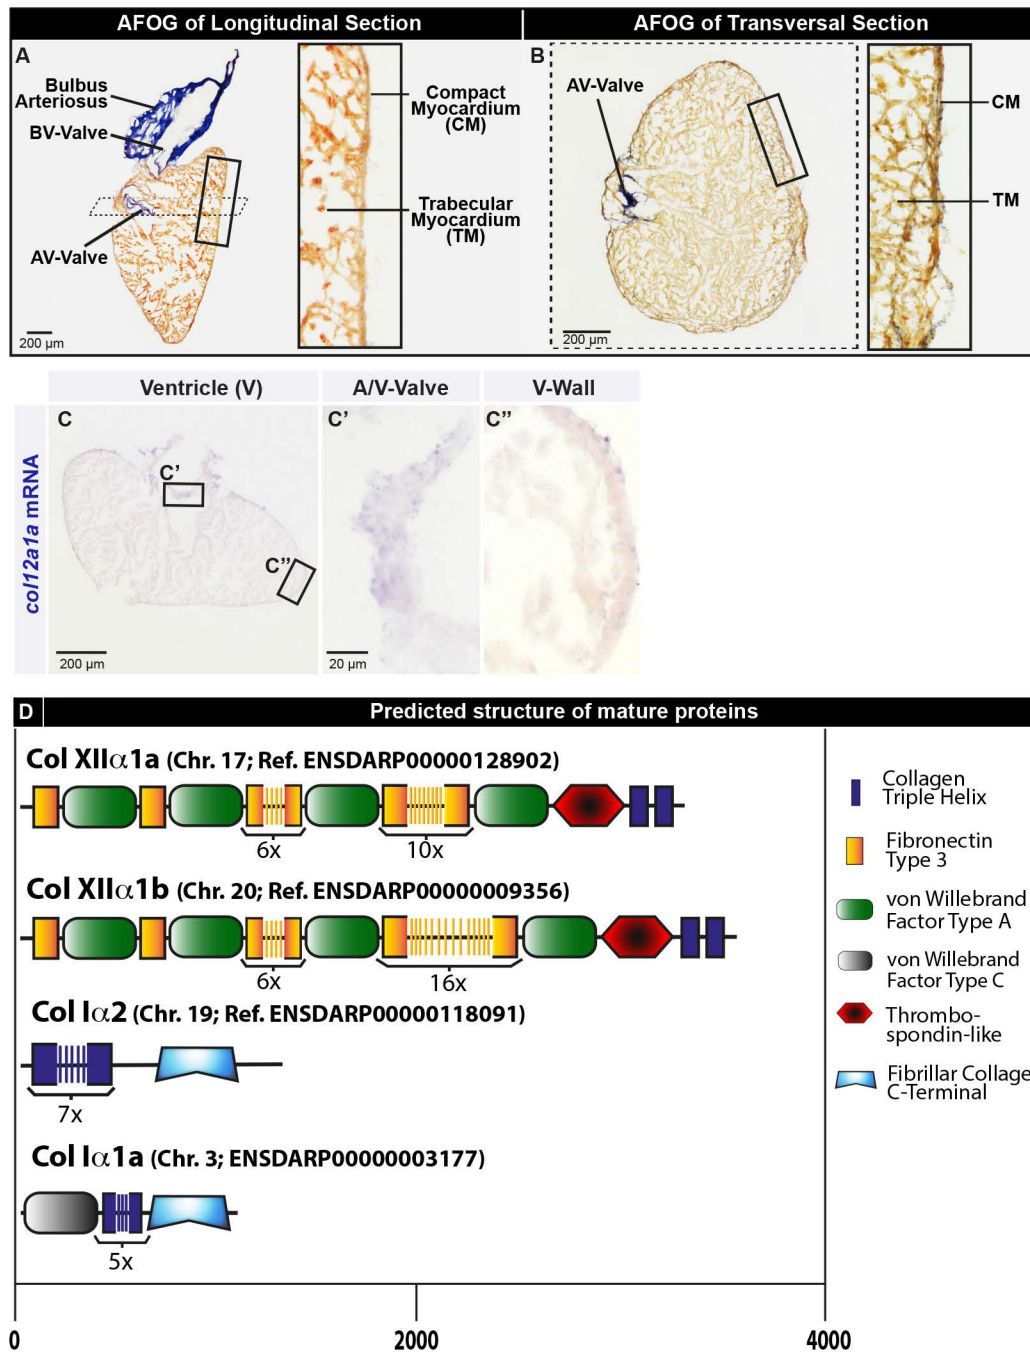 AFOG of Longitudinal Section
AFOG of Transversal Section
A
Bulbus
Arteriosus
BV-Valve
AV-Valve
Compact
Myocardium
(CM)
Trabecular
Myocardium
(TM)
200 µm
B
AV-Valve
CM
TM
200 µm
Ventricle (V)
A/V-Valve
V-Wall
col12a1a mRNA
C
C'
C''
200 µm
C'
20 µm
C''
D
Predicted structure of mature proteins
Col XIIα1a (Chr. 17; Ref. ENSDARP00000128902)
6x
10x
Col XIIα1b (Chr. 20; Ref. ENSDARP00000009356)
6x
16x
Col Iα2 (Chr. 19; Ref. ENSDARP00000118091)
7x
Col Iα1a (Chr. 3; ENSDARP00000003177)
5x
Collagen
Triple Helix
Fibronectin
Type 3
von Willebrand
Factor Type A
von Willebrand
Factor Type C
Thrombo-
spondin-like
Fibrillar Collage
C-Terminal
0
2000
4000